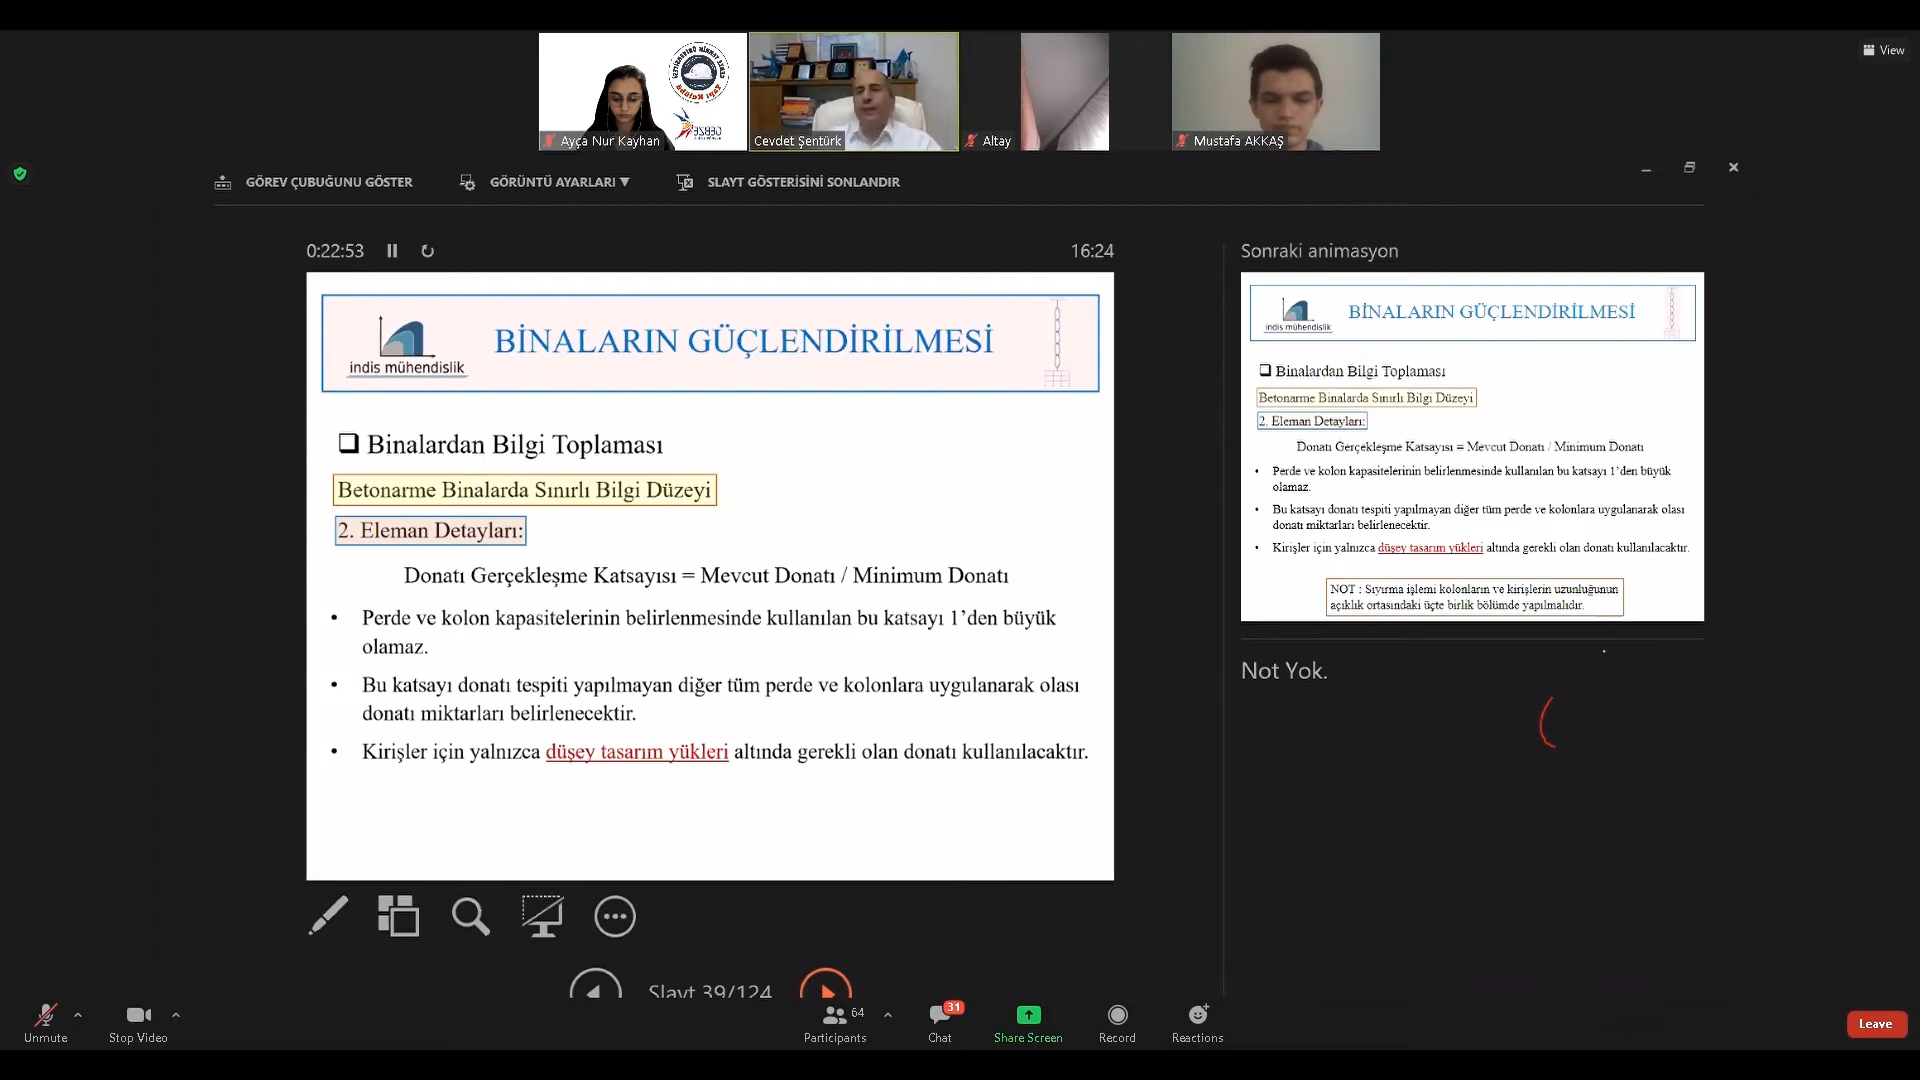 View
Ayça Nur Kayhan
Cevdet Şentürk
Altay
Mustafa AKKAŞ
GÖREV ÇUBUĞUNU GÖSTER
GÖRÜNTÜ AYARLARI ▼
SLAYT GÖSTERİSİNİ SONLANDIR
0:22:53
16:24
indis mühendislik
BİNALARIN GÜÇLENDİRİLMESİ
❑ Binalardan Bilgi Toplaması
Betonarme Binalarda Sınırlı Bilgi Düzeyi
2. Eleman Detayları:
Donatı Gerçekleşme Katsayısı = Mevcut Donatı / Minimum Donatı
• Perde ve kolon kapasitelerinin belirlenmesinde kullanılan bu katsayı 1’den büyük
olamaz.
• Bu katsayı donatı tespiti yapılmayan diğer tüm perde ve kolonlara uygulanarak olası
donatı miktarları belirlenecektir.
• Kirişler için yalnızca düşey tasarım yükleri altında gerekli olan donatı kullanılacaktır.
Slayt 39/124
Sonraki animasyon
indis mühendislik
BİNALARIN GÜÇLENDİRİLMESİ
❑ Binalardan Bilgi Toplaması
Betonarme Binalarda Sınırlı Bilgi Düzeyi
2. Eleman Detayları:
Donatı Gerçekleşme Katsayısı = Mevcut Donatı / Minimum Donatı
• Perde ve kolon kapasitelerinin belirlenmesinde kullanılan bu katsayı 1’den büyük
olamaz.
• Bu katsayı donatı tespiti yapılmayan diğer tüm perde ve kolonlara uygulanarak olası
donatı miktarları belirlenecektir.
• Kirişler için yalnızca düşey tasarım yükleri altında gerekli olan donatı kullanılacaktır.
NOT : Sıyırma işlemi kolonların ve kirişlerin uzunluğunun
açıklık ortasındaki üçte birlik bölümde yapılmalıdır.
Not Yok.
Unmute
Stop Video
64
Participants
31
Chat
Share Screen
Record
Reactions
Leave